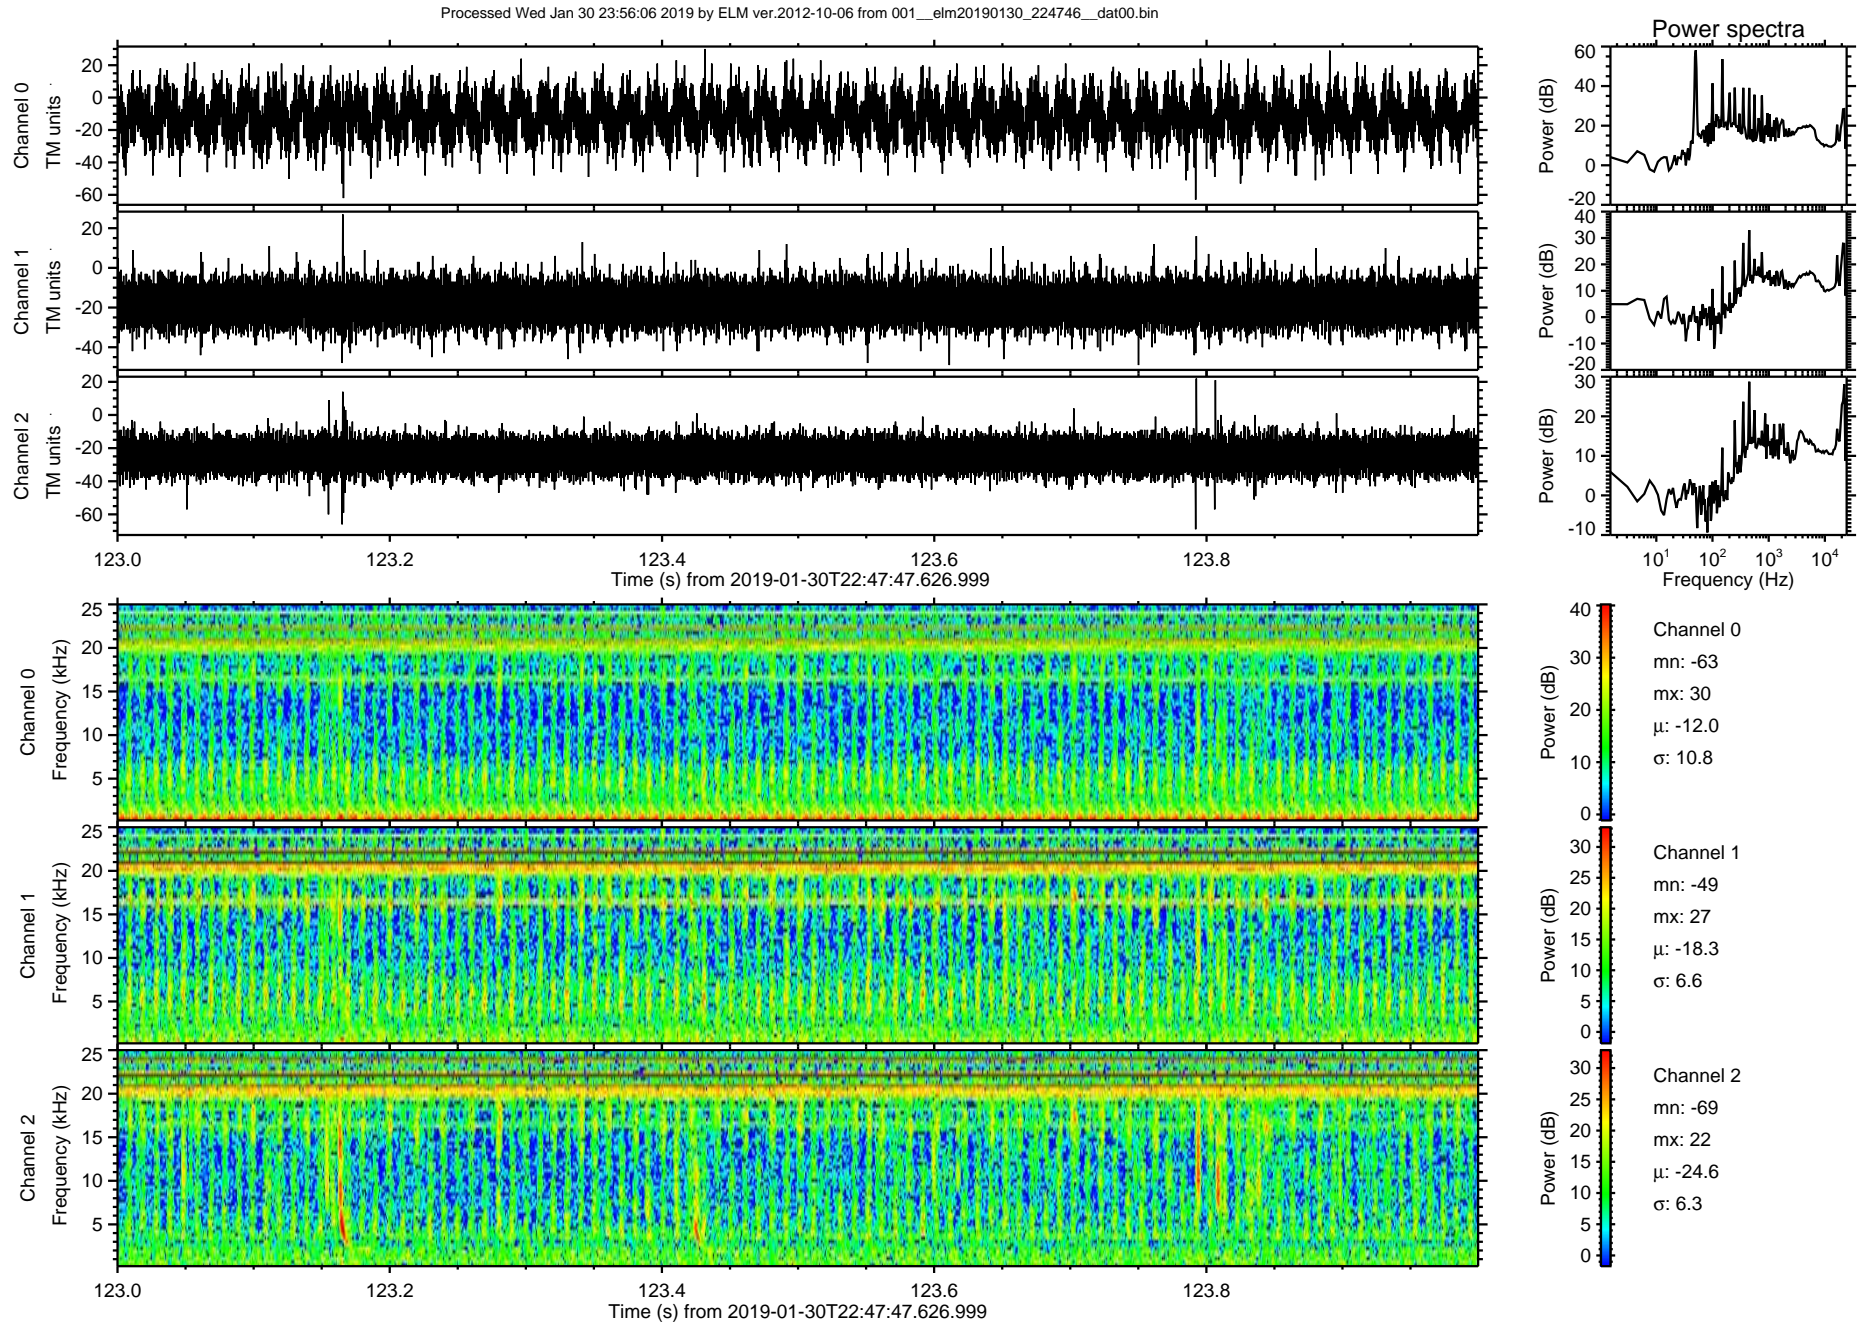 Processed Wed Jan 30 23:56:06 2019 by ELM ver.2012-10-06 from 001__elm20190130_224746__dat00.bin
Power spectra
Channel 0
TM units
20
0
-20
-40
-60
Power (dB)
60
40
20
0
-20
Channel 1
TM units
20
0
-20
-40
Power (dB)
40
30
20
10
0
-10
-20
Channel 2
TM units
20
0
-20
-40
-60
Power (dB)
30
20
10
0
-10
123.0 123.2 123.4 123.6 123.8
Time (s) from 2019-01-30T22:47:47.626.999
10¹ 10² 10³ 10⁴
Frequency (Hz)
Channel 0
Frequency (kHz)
25
20
15
10
5
Power (dB)
40
30
20
10
0
Channel 0
mn: -63
mx: 30
μ: -12.0
σ: 10.8
Channel 1
Frequency (kHz)
25
20
15
10
5
Power (dB)
30
25
20
15
10
5
0
Channel 1
mn: -49
mx: 27
μ: -18.3
σ: 6.6
Channel 2
Frequency (kHz)
25
20
15
10
5
Power (dB)
30
25
20
15
10
5
0
Channel 2
mn: -69
mx: 22
μ: -24.6
σ: 6.3
123.0 123.2 123.4 123.6 123.8
Time (s) from 2019-01-30T22:47:47.626.999